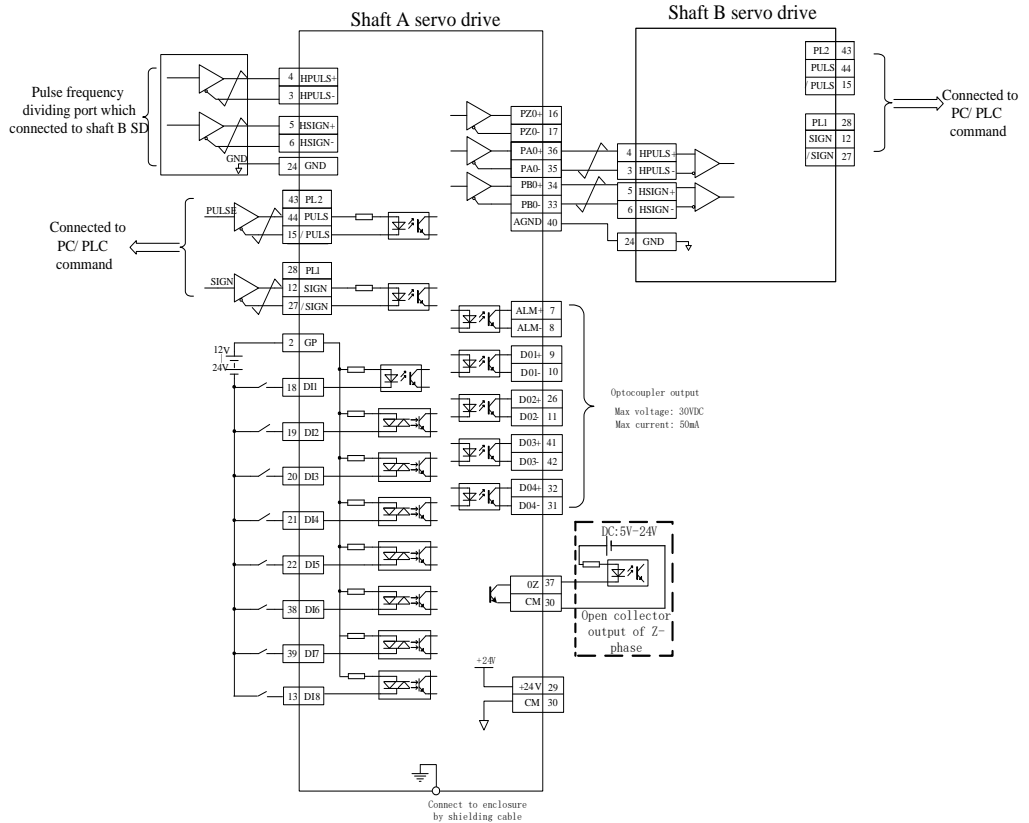 Shaft A servo drive
Shaft B servo drive
Pulse frequency
dividing port which
connected to shaft B SD
4 HPULS+
3 HPULS-
5 HSIGN+
6 HSIGN-
GND
24 GND
Connected to
PC/ PLC
command
PULSE
43 PL2
44 PULS
15 / PULS
SIGN
28 PL1
12 SIGN
27 /SIGN
12V
24V
2 GP
18 DI1
19 DI2
20 DI3
21 DI4
22 DI5
38 DI6
39 DI7
13 DI8
PZ0+ 16
PZ0- 17
PA0+ 36
PA0- 35
PB0+ 34
PB0- 33
AGND 40
ALM+ 7
ALM- 8
D01+ 9
D01- 10
D02+ 26
D02- 11
D03+ 41
D03- 42
D04+ 32
D04- 31
Optocoupler output
Max voltage: 30VDC
Max current: 50mA
OZ 37
CM 30
DC:5V-24V
Open collector
output of Z-
phase
+24V
+24V 29
CM 30
Connect to enclosure
by shielding cable
4 HPULS+
3 HPULS-
5 HSIGN+
6 HSIGN-
24 GND
PL2 43
PULS 44
/ PULS 15
PL1 28
SIGN 12
/SIGN 27
Connected to
PC/ PLC
command